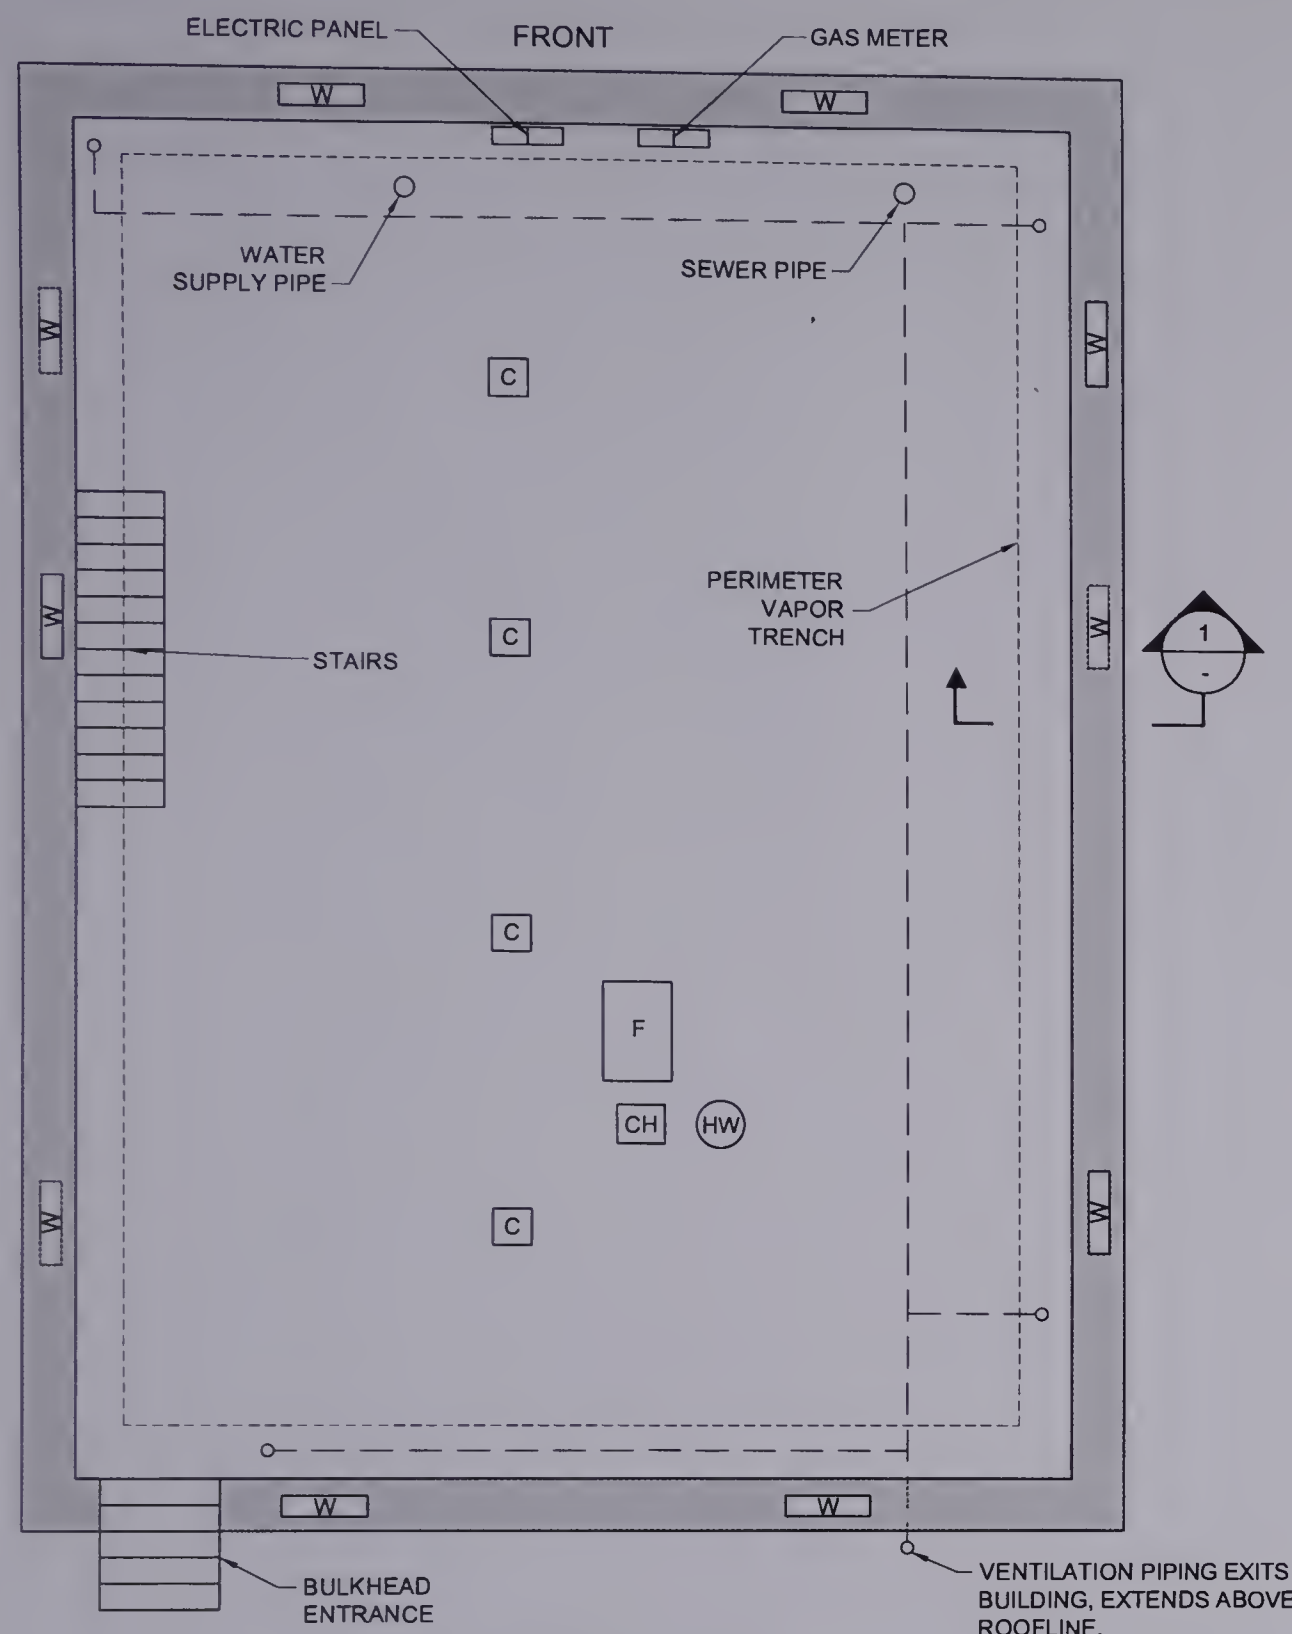 ELECTRIC PANEL
FRONT
GAS METER
W
W
WATER
SUPPLY PIPE
SEWER PIPE
W
W
C
PERIMETER
VAPOR
TRENCH
W
W
1
-
C
STAIRS
C
F
CH
HW
W
W
C
W
W
BULKHEAD
ENTRANCE
VENTILATION PIPING EXITS
BUILDING, EXTENDS ABOVE
ROOFLINE.